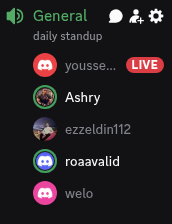 General
daily standup
yousse... LIVE
Ashry
ezzeldin112
roaavalid
welo